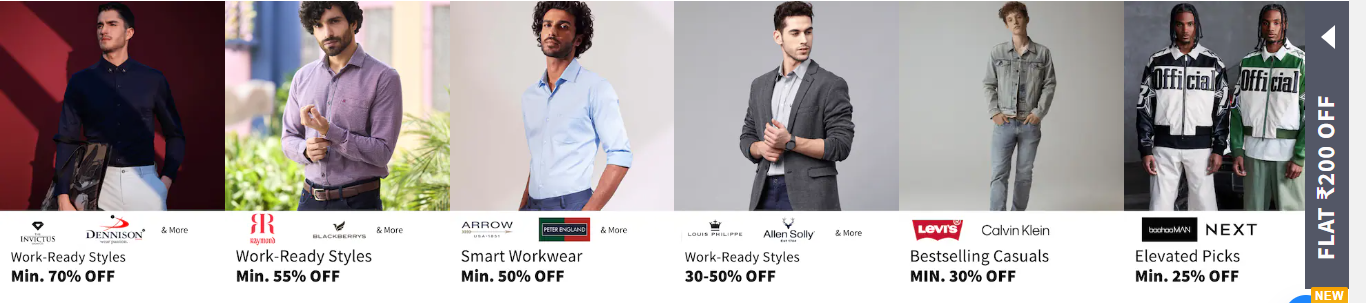 Official
Official
THE
INVICTUS
DENNISON
& More
Work-Ready Styles
Min. 70% OFF
Raymond
BLACKBERRYS
& More
Work-Ready Styles
Min. 55% OFF
ARROW
USA•1851
PETER ENGLAND
& More
Smart Workwear
Min. 50% OFF
LOUIS PHILIPPE
Allen Solly
& More
Work-Ready Styles
30-50% OFF
LEVI'S
Calvin Klein
Bestselling Casuals
MIN. 30% OFF
boohooMAN
NEXT
Elevated Picks
Min. 25% OFF
FLAT ₹200 OFF
NEW